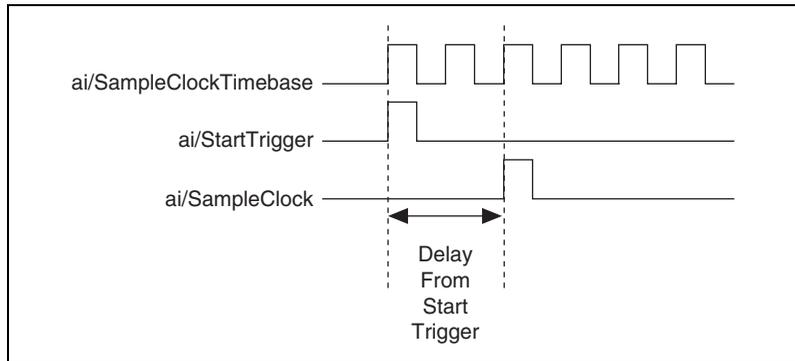 ai/SampleClockTimebase
ai/StartTrigger
ai/SampleClock
Delay
From
Start
Trigger